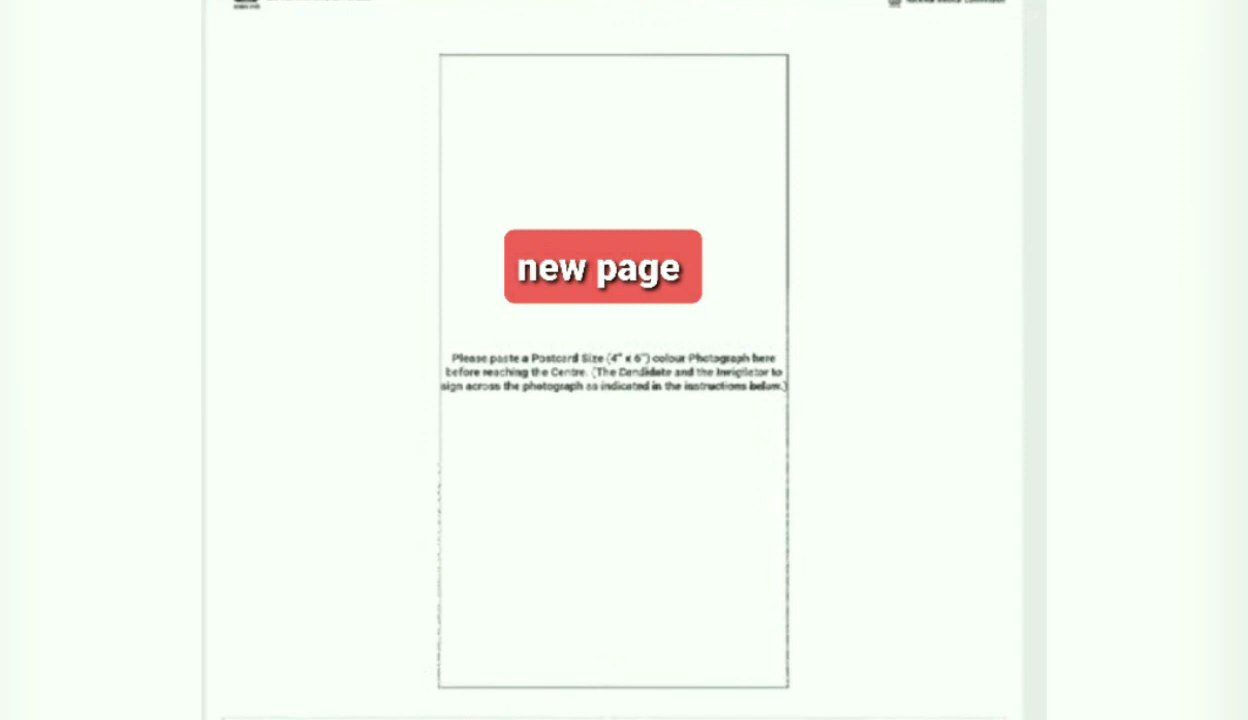 new page
Please paste a Postcard Size (4" x 6") colour Photograph here
before reaching the Centre. (The Candidate and the Invigilator to
sign across the photograph as indicated in the instructions below.)